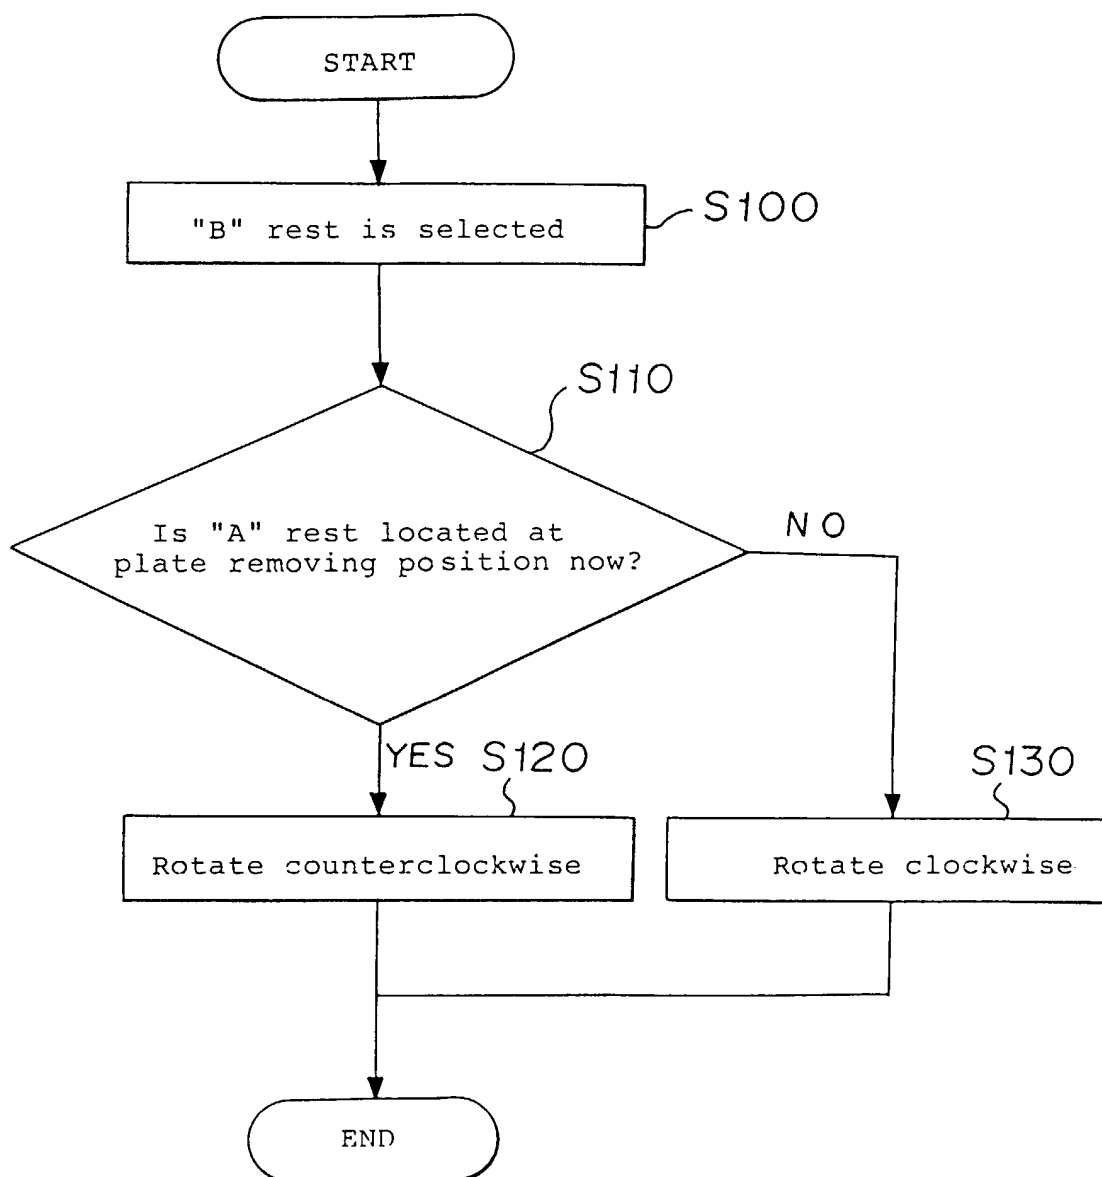 START
"B" rest is selected
S100
S110
Is "A" rest located at
plate removing position now?
NO
YES
S120
S130
Rotate counterclockwise
Rotate clockwise
END